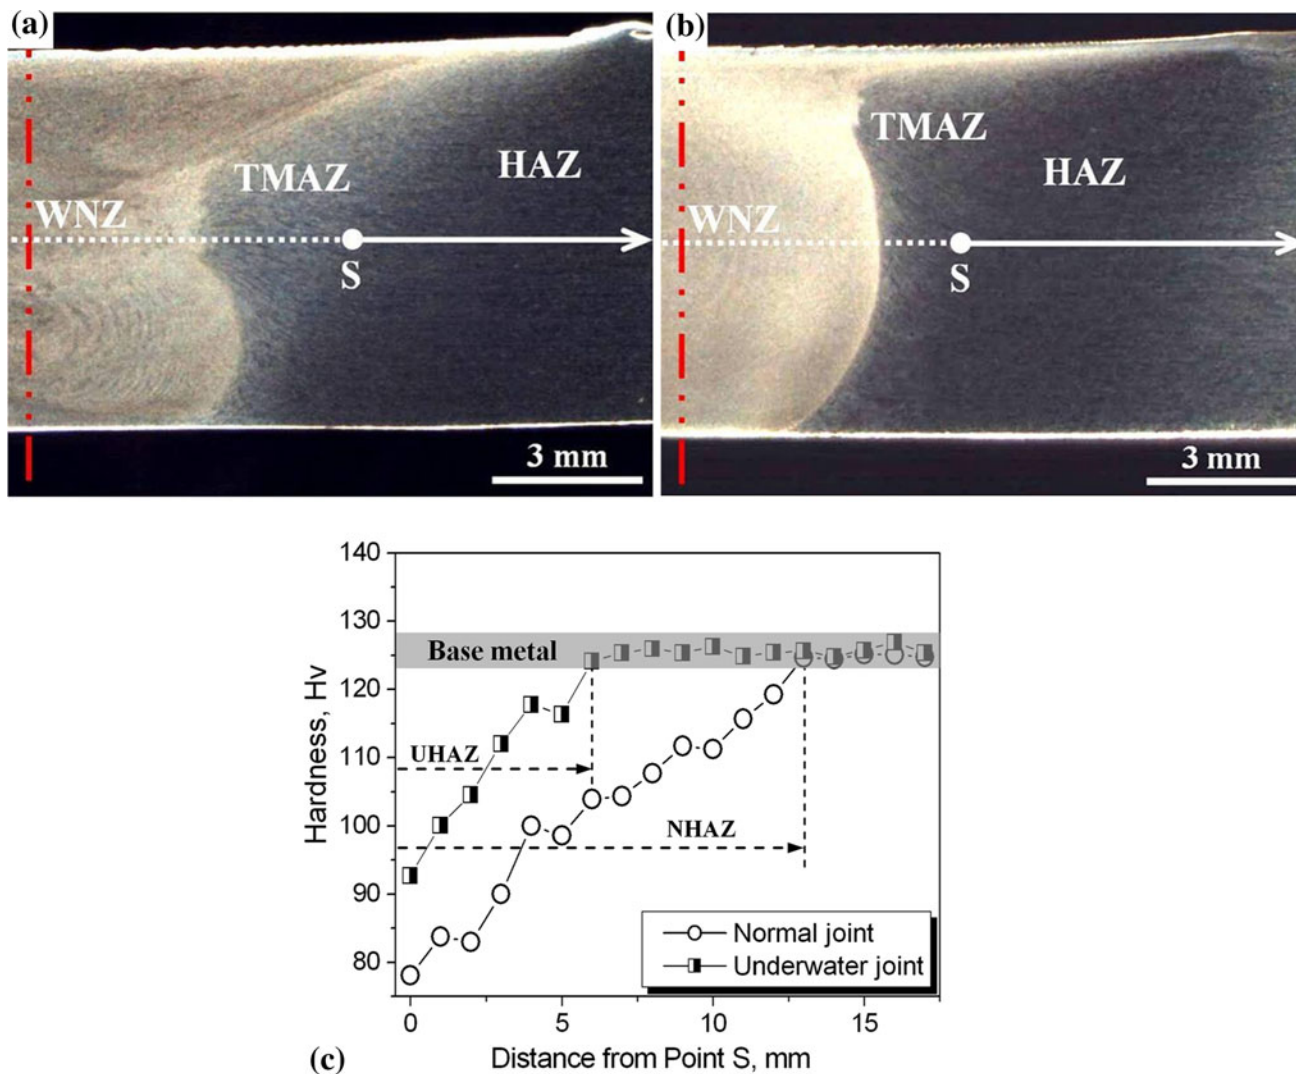 (a)
TMAZ
HAZ
WNZ
S
3 mm
(b)
TMAZ
HAZ
WNZ
S
3 mm
140
130
120
110
100
90
80
Hardness, Hv
Base metal
UHAZ
NHAZ
Normal joint
Underwater joint
0
5
10
15
Distance from Point S, mm
(c)